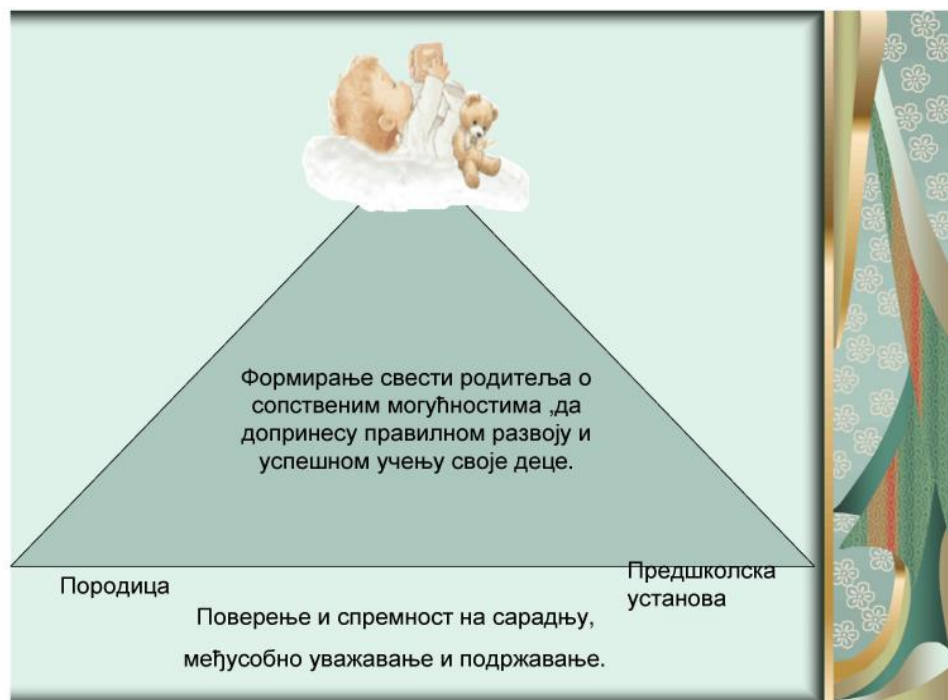 Формирање свести родитеља о
сопственим могућностима ,да
допринесу правилном развоју и
успешном учењу своје деце.
Породица
Предшколска
установа
Поверење и спремност на сарадњу,
међусобно уважавање и подржавање.